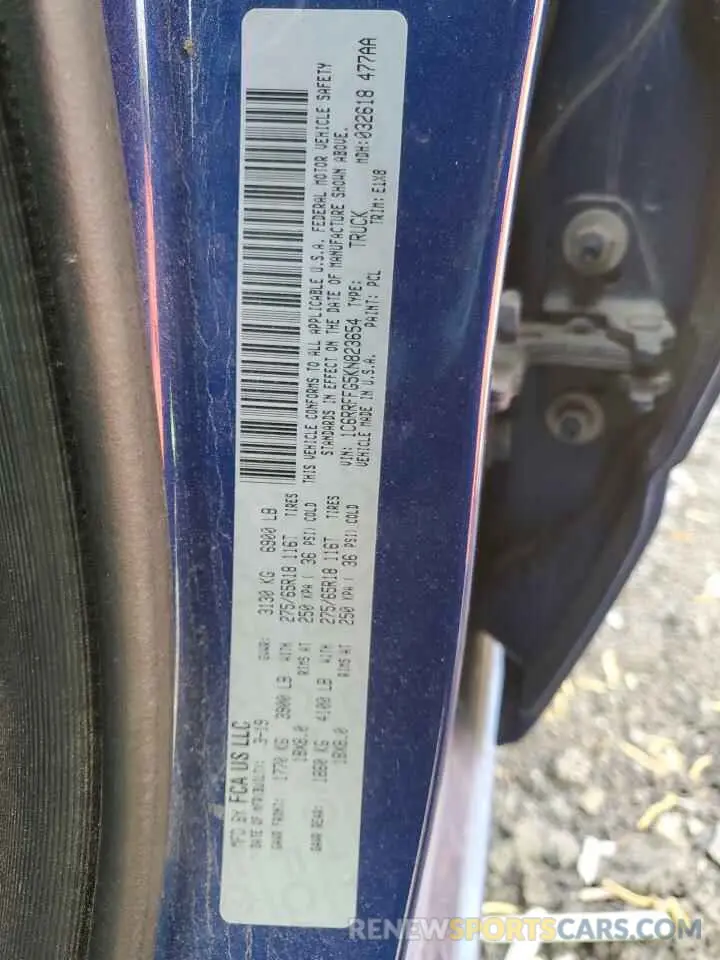 MFD BY FCA US LLC
DATE OF MFR(BUILT): 3-19 GVWR: 3130 KG 6900 LB
GAWR FRONT: 1770 KG 3900 LB WITH 275/65R18 116T TIRES
18X8.0 RIMS AT 250 KPA ( 36 PSI) COLD
GAWR REAR: 1860 KG 4100 LB WITH 275/65R18 116T TIRES
18X8.0 RIMS AT 250 KPA ( 36 PSI) COLD
THIS VEHICLE CONFORMS TO ALL APPLICABLE U.S.A. FEDERAL MOTOR VEHICLE SAFETY
STANDARDS IN EFFECT ON THE DATE OF MANUFACTURE SHOWN ABOVE.
VIN: 1C6RRFFG5KN823654 TYPE: TRUCK MDH:032618 477AA
VEHICLE MADE IN U.S.A. PAINT: PCL TRIM: E1X8
RENEWSPORTSCARS.COM